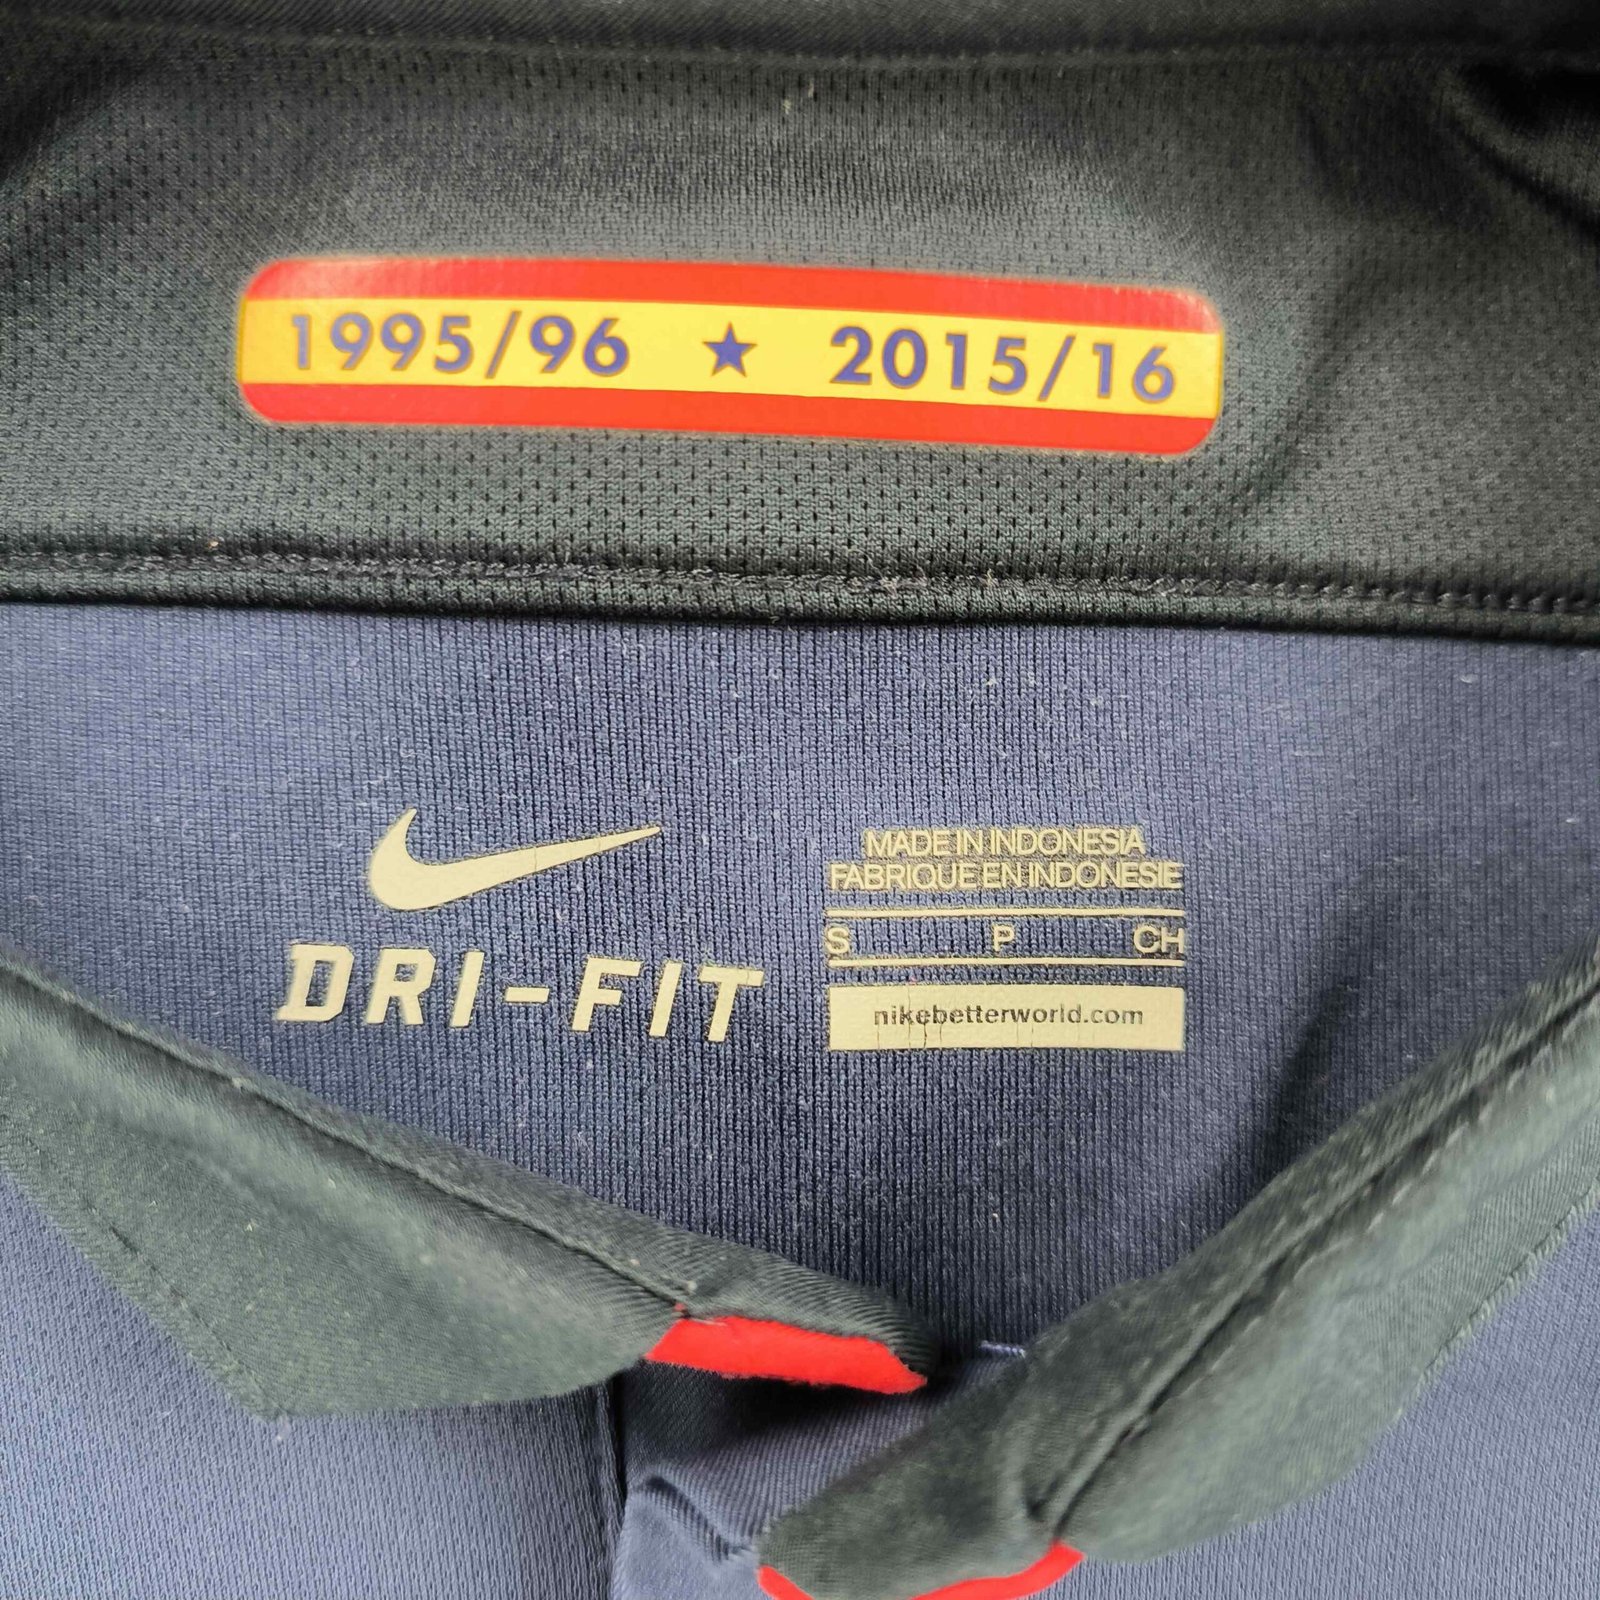 1995/96 ★ 2015/16
DRI-FIT
MADE IN INDONESIA
FABRIQUE EN INDONESIE
S P CH
nikebetterworld.com